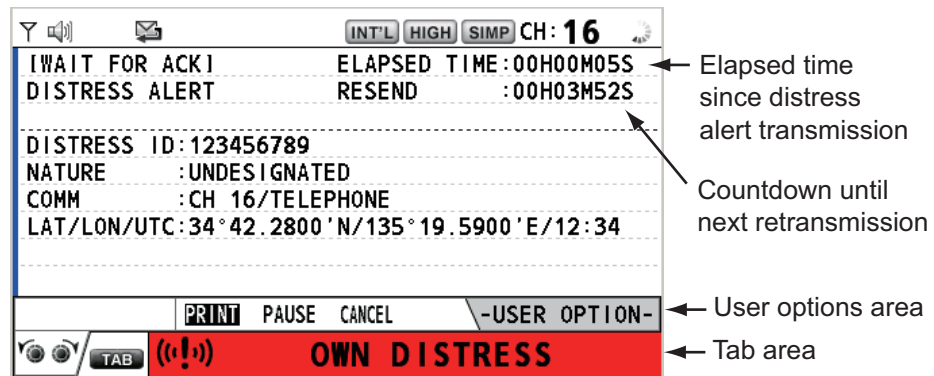 INT'L HIGH SIMP CH: 16
[WAIT FOR ACK] ELAPSED TIME:00H00M05S
DISTRESS ALERT RESEND :00H03M52S
DISTRESS ID:123456789
NATURE :UNDESIGNATED
COMM :CH 16/TELEPHONE
LAT/LON/UTC:34°42.2800'N/135°19.5900'E/12:34
PRINT PAUSE CANCEL -USER OPTION-
TAB OWN DISTRESS
Elapsed time
since distress
alert transmission
Countdown until
next retransmission
User options area
Tab area